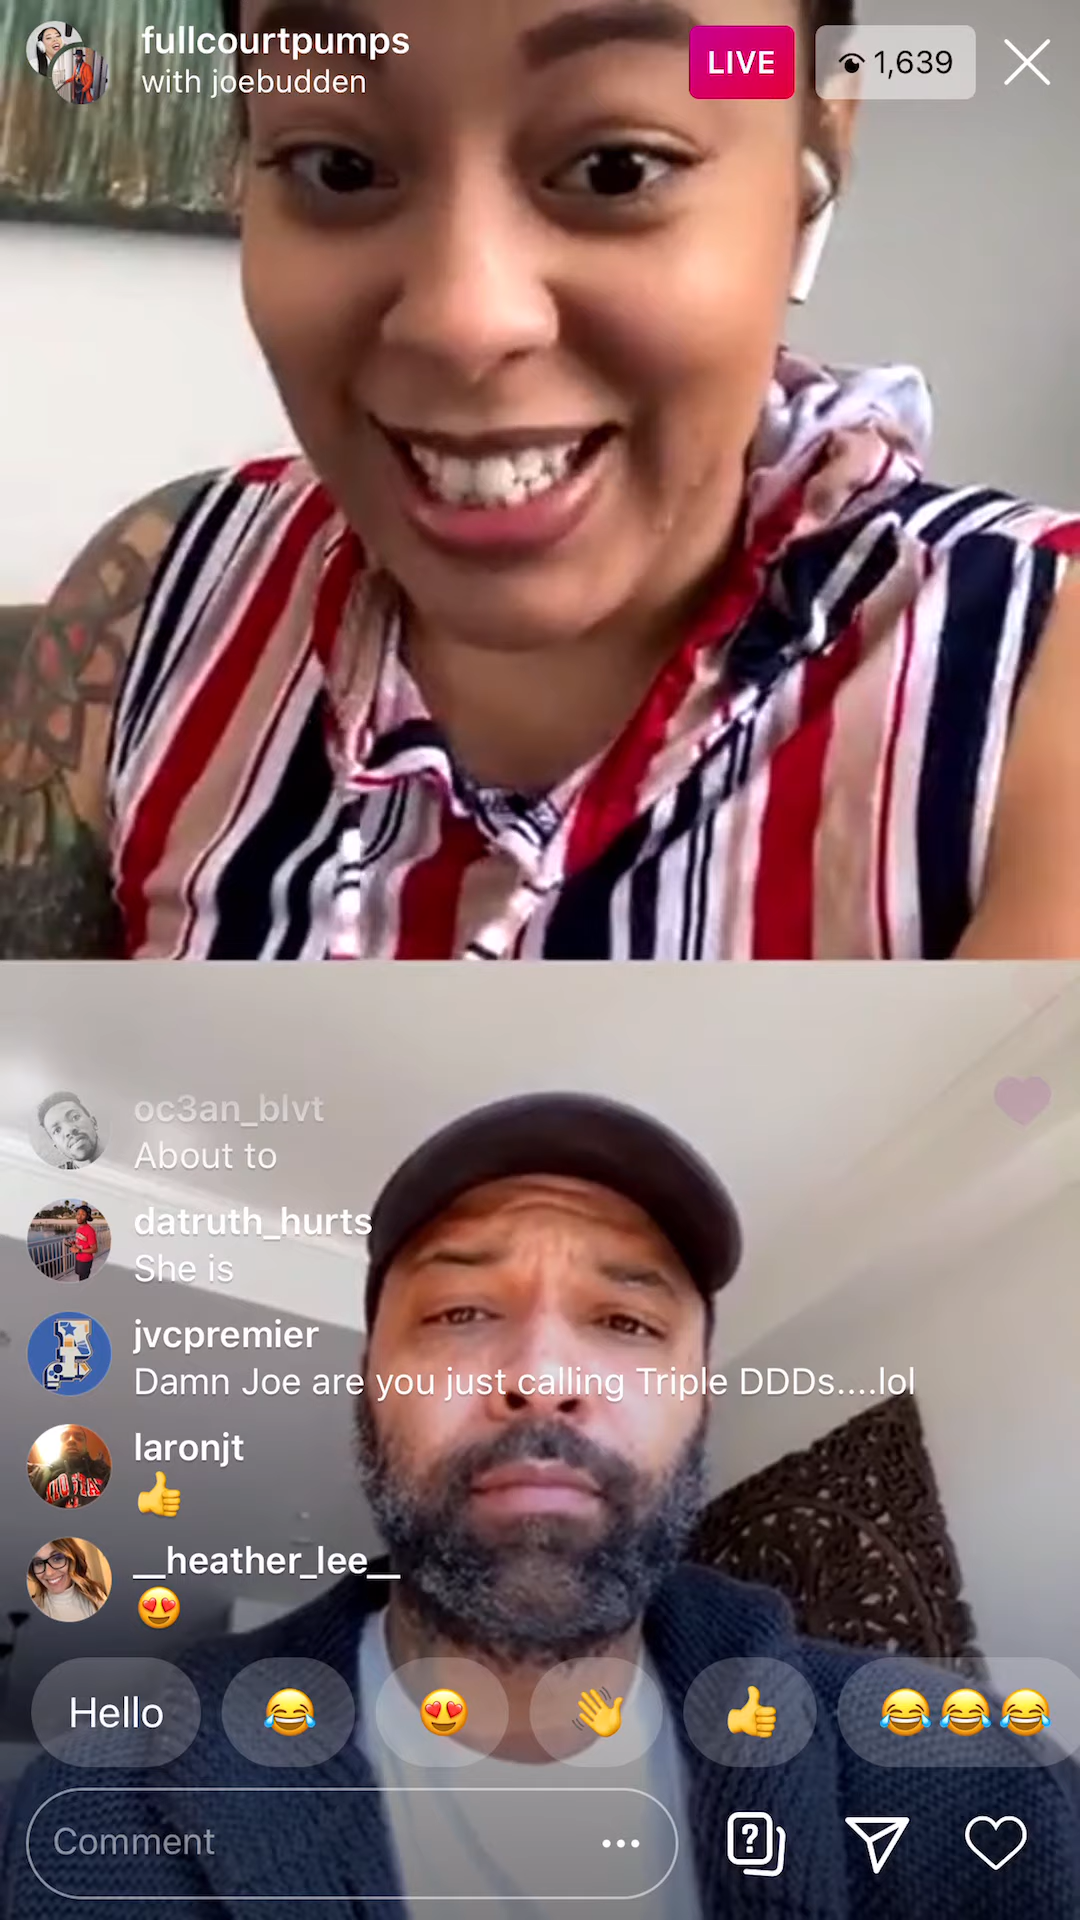 fullcourtpumps
with joebudden
LIVE
1,639
oc3an_blvt
About to
datruth_hurts
She is
jvcpremier
Damn Joe are you just calling Triple DDDs....lol
laronjt
👍
__heather_lee__
😍
Hello 😂 😍 👋 👍 😂😂😂
Comment